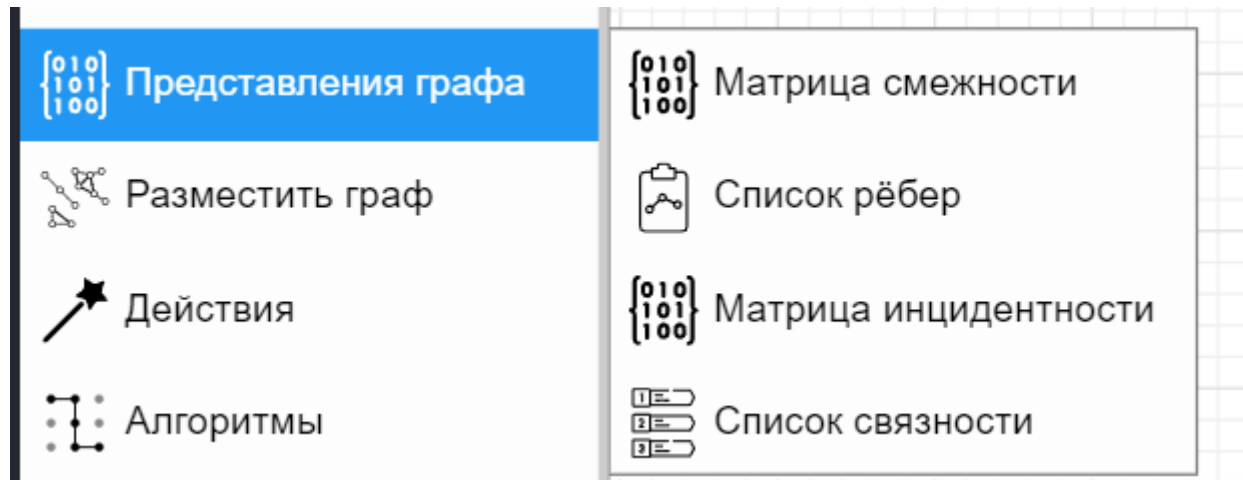 Представления графа
Разместить граф
Действия
Алгоритмы
Матрица смежности
Список рёбер
Матрица инцидентности
Список связности